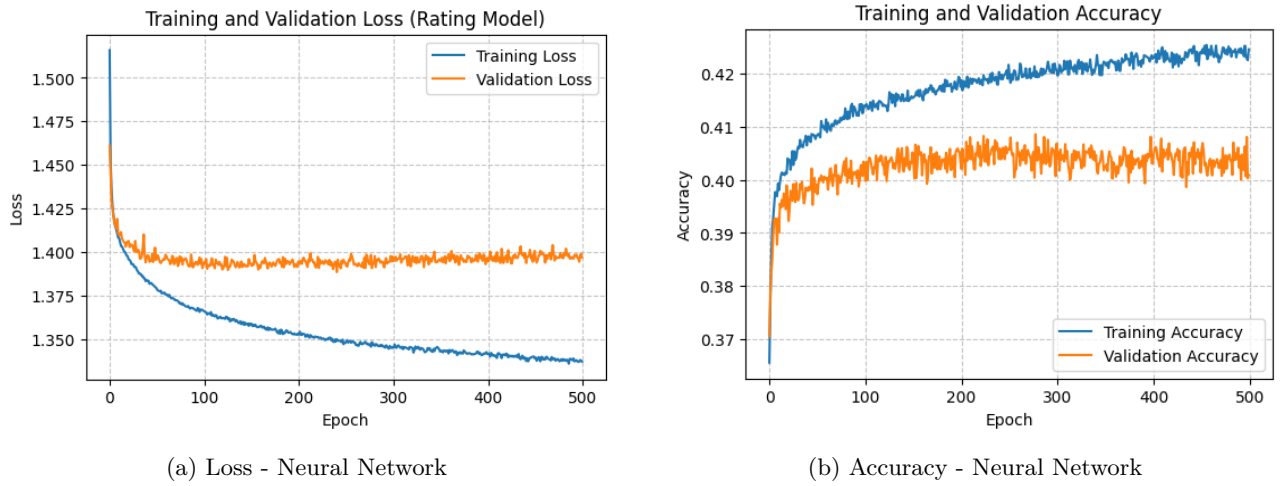 Training and Validation Loss (Rating Model)
Training Loss
Validation Loss
1.500
1.475
1.450
1.425
1.400
1.375
1.350
Loss
0 100 200 300 400 500
Epoch
(a) Loss - Neural Network
Training and Validation Accuracy
0.42
0.41
0.40
0.39
0.38
0.37
Accuracy
Training Accuracy
Validation Accuracy
0 100 200 300 400 500
Epoch
(b) Accuracy - Neural Network